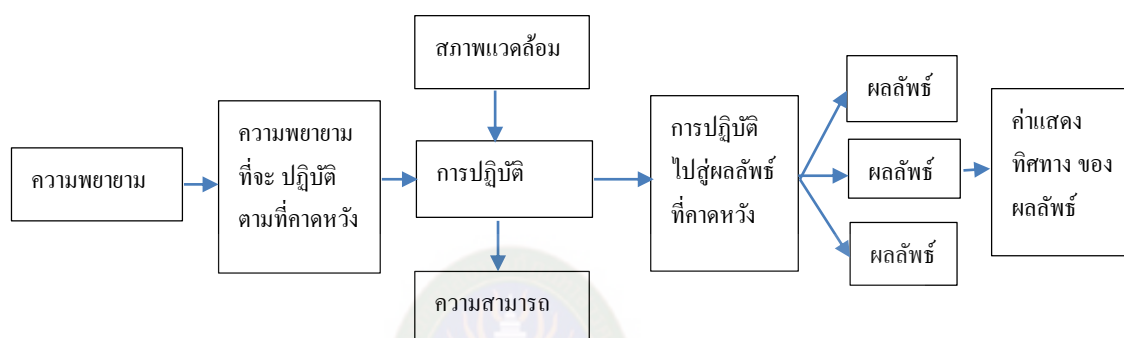 สภาพแวดล้อม
ความพยายาม
ความพยายาม
ที่จะ ปฏิบัติ
ตามที่คาดหวัง
การปฏิบัติ
ความสามารถ
การปฏิบัติ
ไปสู่ผลลัพธ์
ที่คาดหวัง
ผลลัพธ์
ผลลัพธ์
ผลลัพธ์
ค่าแสดง
ทิศทาง ของ
ผลลัพธ์